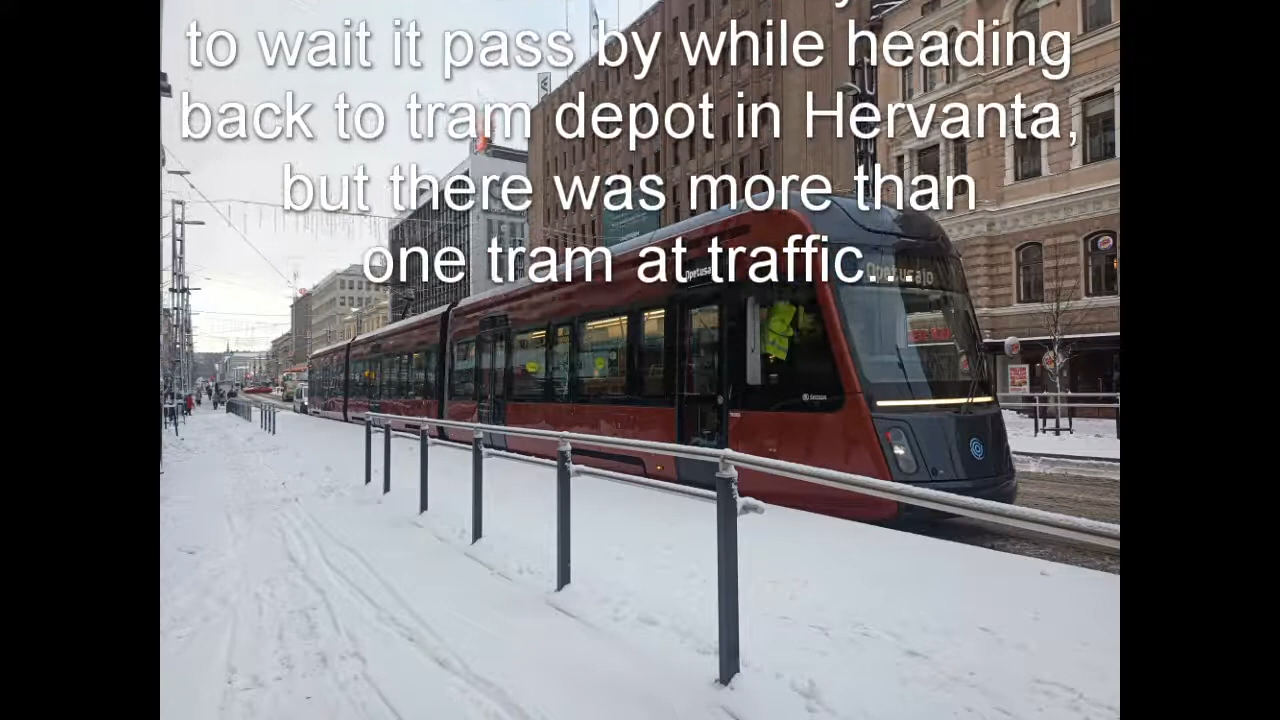 to wait it pass by while heading
back to tram depot in Hervanta,
but there was more than
one tram at traffic...
Opetusajo